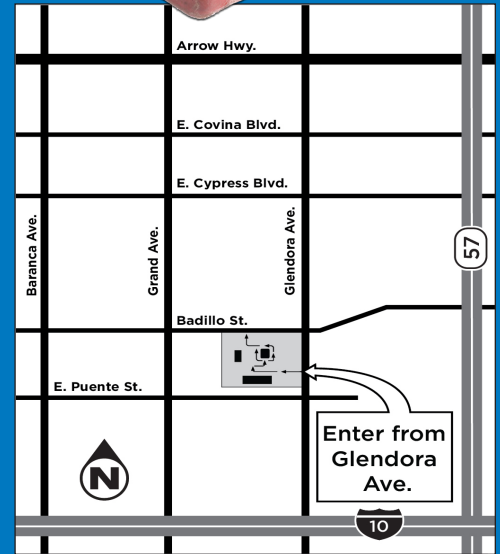 Arrow Hwy.
E. Covina Blvd.
E. Cypress Blvd.
Baranca Ave.
Grand Ave.
Glendora Ave.
57
Badillo St.
E. Puente St.
Enter from
Glendora
Ave.
N
10